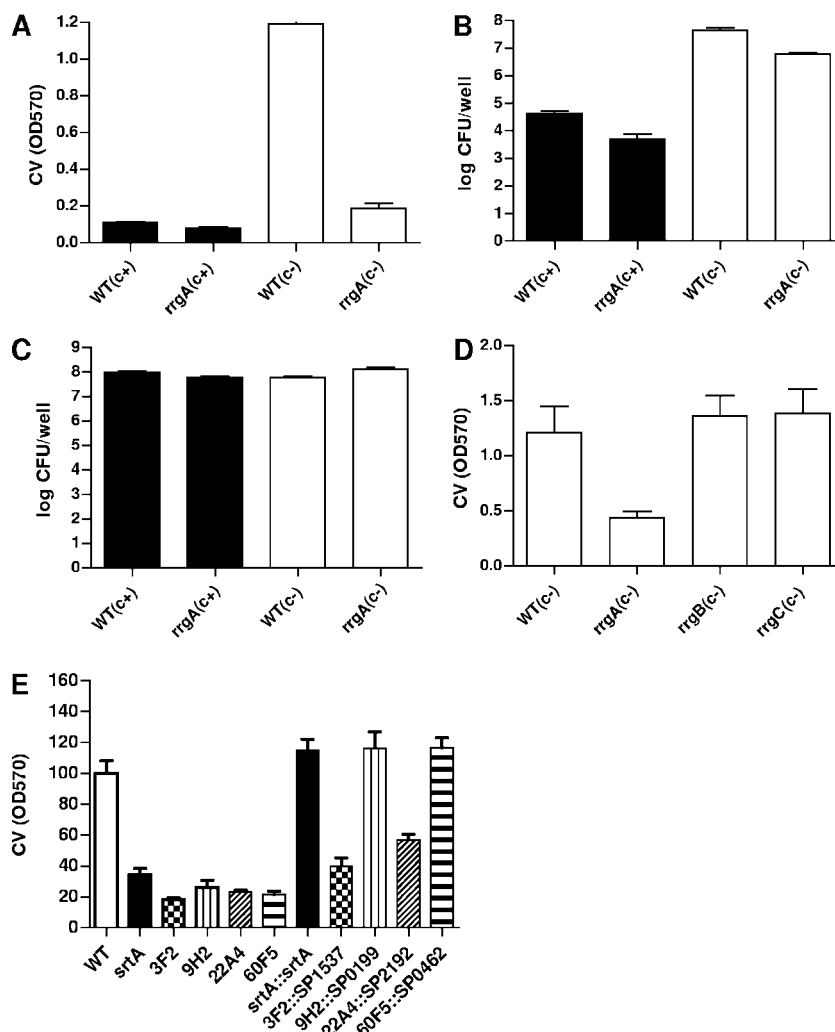 A
CV (OD570)
1.2
1.0
0.8
0.6
0.4
0.2
0.0
WT(c+)
rrgA(c+)
WT(c-)
rrgA(c-)
B
log CFU/well
8
7
6
5
4
3
2
1
0
WT(c+)
rrgA(c+)
WT(c-)
rrgA(c-)
C
log CFU/well
9
8
7
6
5
4
3
2
1
0
WT(c+)
rrgA(c+)
WT(c-)
rrgA(c-)
D
CV (OD570)
2.0
1.5
1.0
0.5
0.0
WT(c-)
rrgA(c-)
rrgB(c-)
rrgC(c-)
E
CV (OD570)
160
140
120
100
80
60
40
20
0
WT
srtA
3F2
9H2
22A4
60F5
srtA::srtA
3F2::SP1537
9H2::SP0199
22A4::SP2192
60F5::SP0462